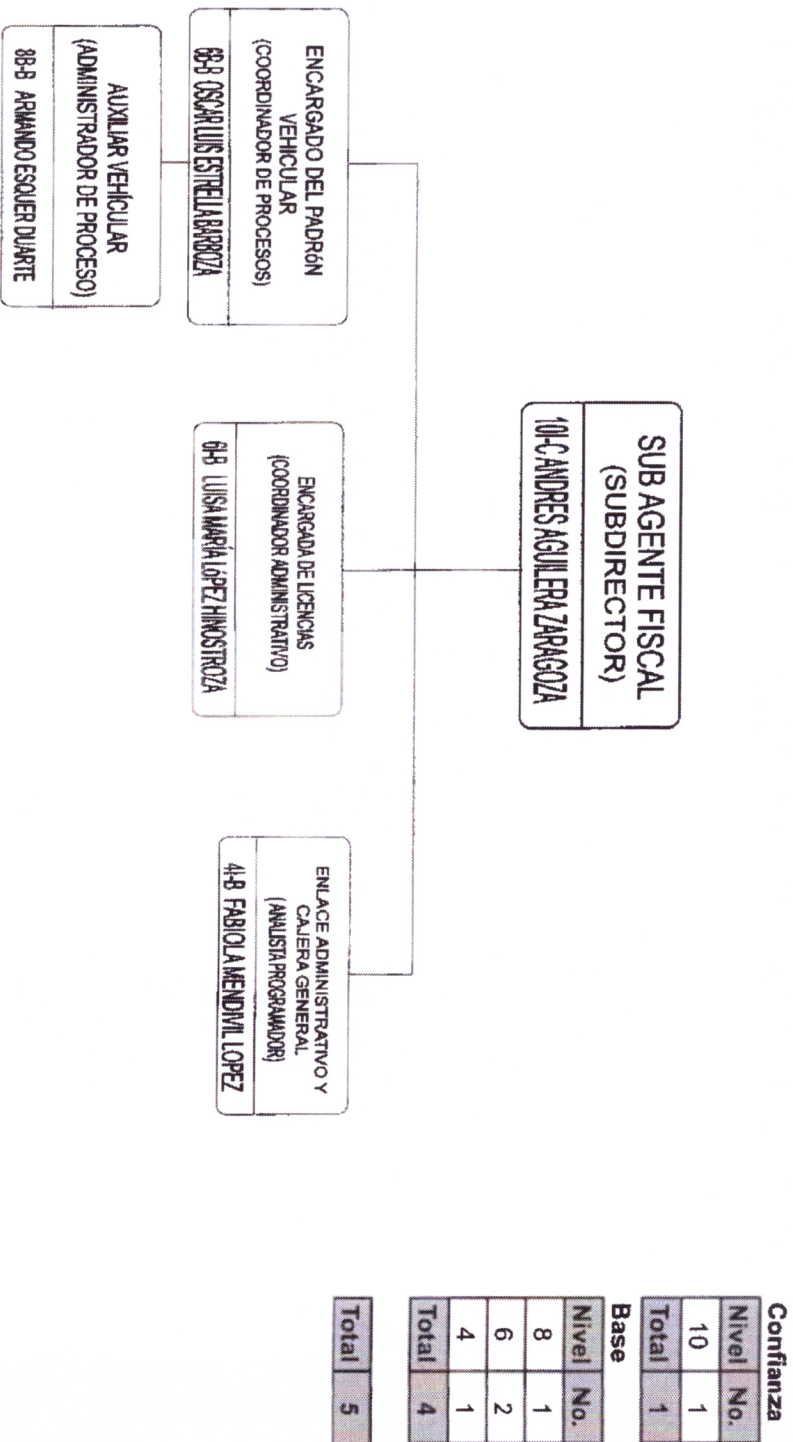 SUB AGENTE FISCAL
(SUBDIRECTOR)
10I-C ANDRES AGUILERA ZARAGOZA
ENCARGADO DEL PADRóN
VEHICULAR
(COORDINADOR DE PROCESOS)
6B-B OSCAR LUIS ESTRELLA BARBOZA
AUXILIAR VEHÍCULAR
(ADMINISTRADOR DE PROCESO)
8B-B ARMANDO ESQUER DUARTE
ENCARGADA DE LICENCIAS
(COORDINADOR ADMINISTRATIVO)
6I-B LUISA MARÍA LóPEZ HINOSTROZA
ENLACE ADMINISTRATIVO Y
CAJERA GENERAL
(ANALISTA PROGRAMADOR)
4I-B FABIOLA MENDIVIL LOPEZ
Confianza
Nivel No.
10 1
Total 1
Base
Nivel No.
8 1
6 2
4 1
Total 4
Total 5